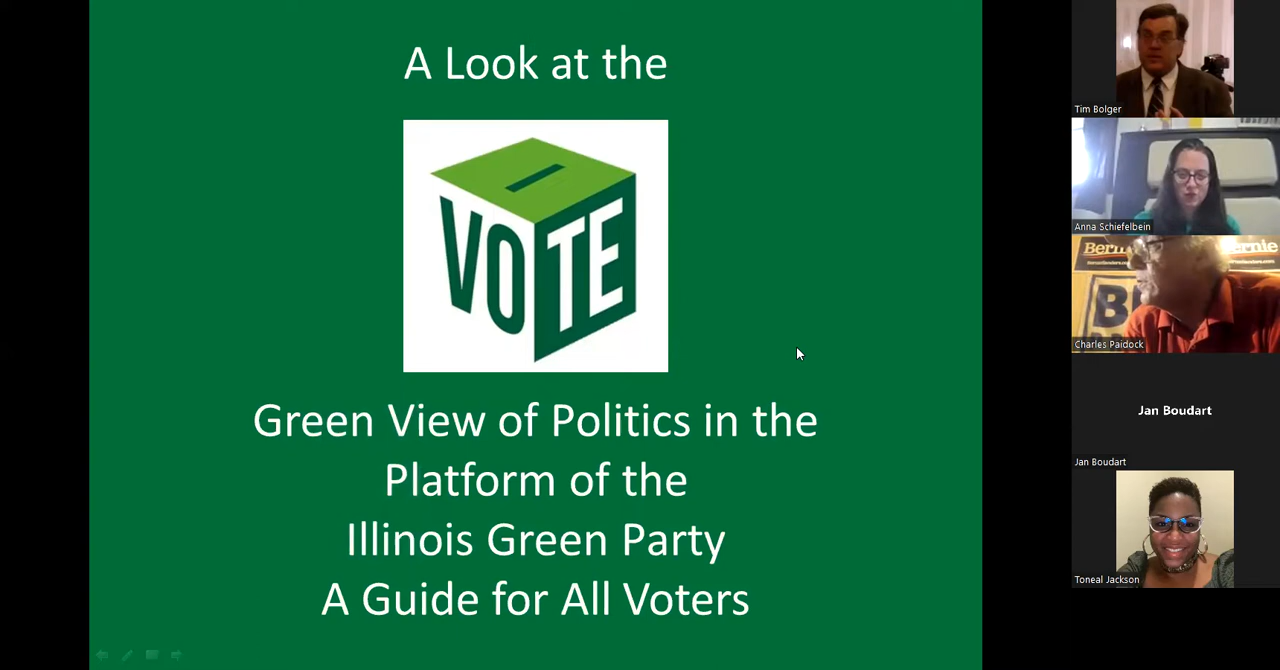 A Look at the
VOTE
Green View of Politics in the
Platform of the
Illinois Green Party
A Guide for All Voters
Tim Bolger
Anna Schiefelbein
Charles Paidock
Jan Boudart
Jan Boudart
Toneal Jackson